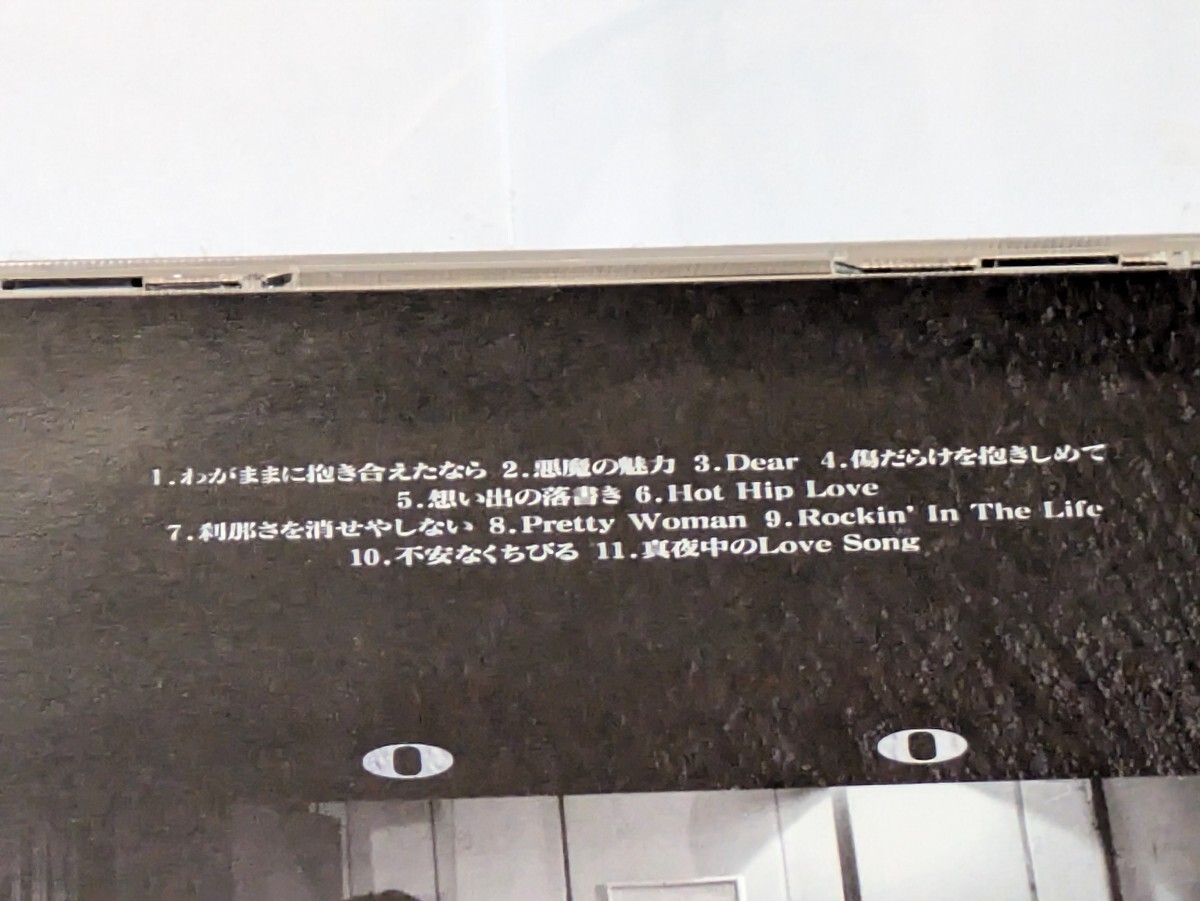 1.わがままに抱き合えたなら 2.悪魔の魅力 3.Dear 4.傷だらけを抱きしめて
5.想い出の落書き 6.Hot Hip Love
7.刹那さを消せやしない 8.Pretty Woman 9.Rockin' In The Life
10.不安なくちびる 11.真夜中のLove Song